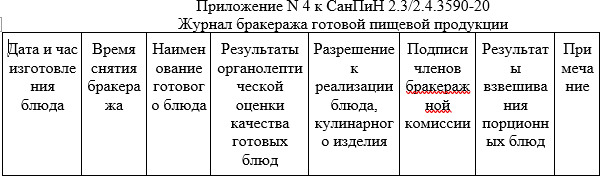 Приложение N 4 к СанПиН 2.3/2.4.3590-20
Журнал бракеража готовой пищевой продукции
Дата и час
изготовле
ния
блюда
Время
снятия
бракера
жа
Наимен
ование
готовог
о блюда
Результаты
органолепт
ической
оценки
качества
готовых
блюд
Разрешение
к
реализации
блюда,
кулинарног
о изделия
Подписи
членов
бракераж
ной
комиссии
Результат
ы
взвешива
ния
порционн
ых блюд
При
меча
ние